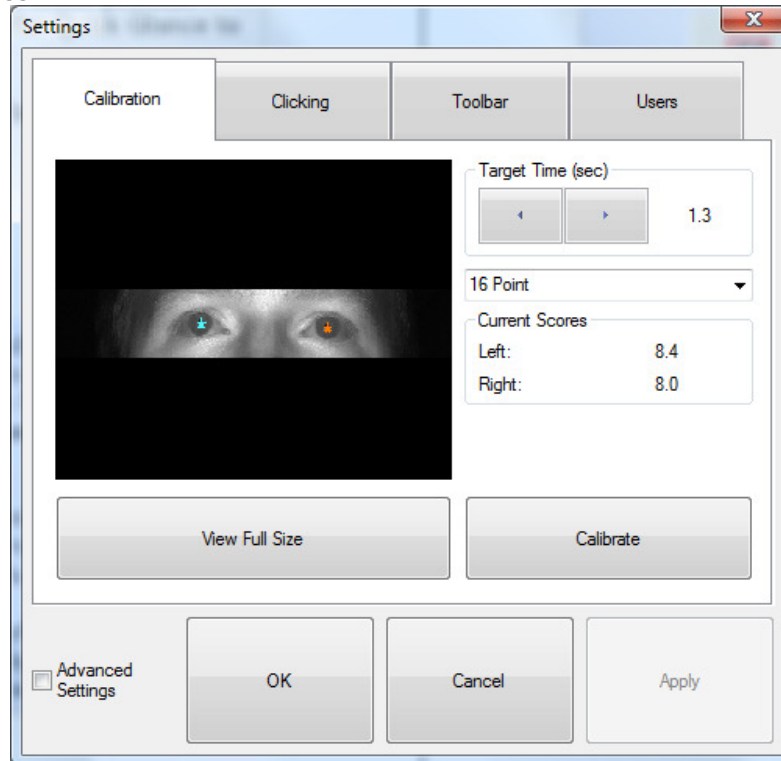 Settings
Calibration
Clicking
Toolbar
Users
Target Time (sec)
1.3
16 Point
Current Scores
Left: 8.4
Right: 8.0
View Full Size
Calibrate
Advanced
Settings
OK
Cancel
Apply